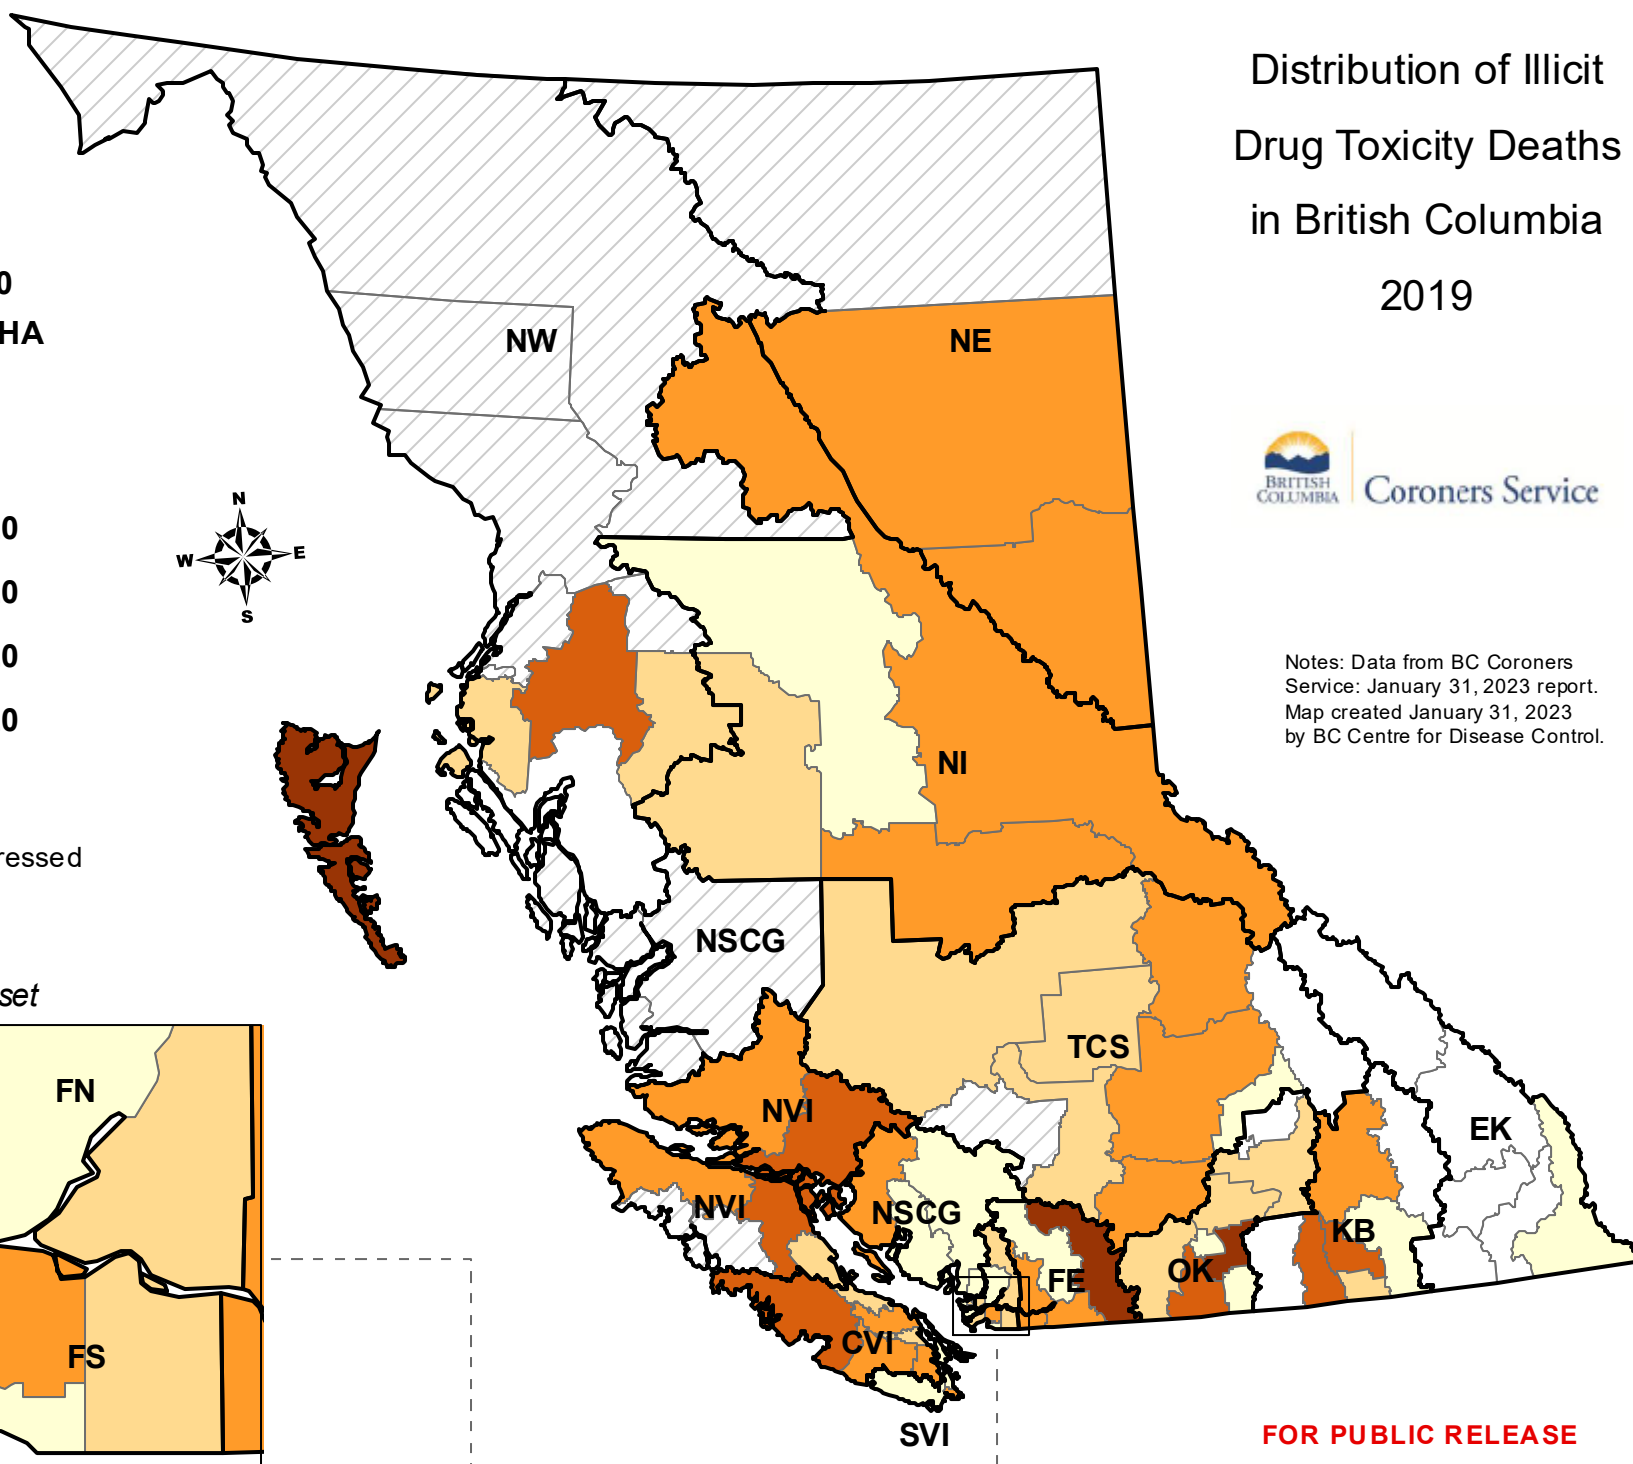 Distribution of Illicit
Drug Toxicity Deaths
in British Columbia
2019
0
HA
NW
NE
BRITISH
COLUMBIA
Coroners Service
N
W
E
S
0
0
0
0
Notes: Data from BC Coroners
Service: January 31, 2023 report.
Map created January 31, 2023
by BC Centre for Disease Control.
NI
ressed
NSCG
set
TCS
FN
NVI
EK
NVI
NSCG
KB
FE
OK
CVI
FS
SVI
FOR PUBLIC RELEASE